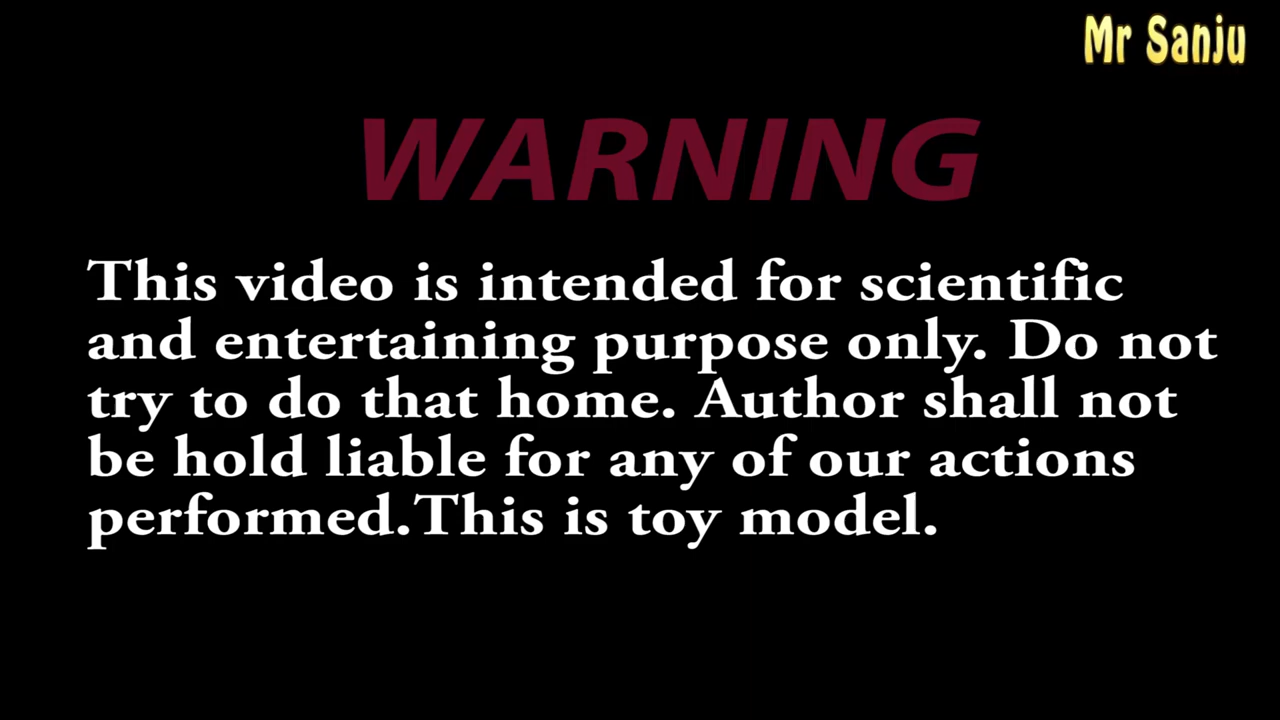 Mr Sanju
WARNING
This video is intended for scientific
and entertaining purpose only. Do not
try to do that home. Author shall not
be hold liable for any of our actions
performed.This is toy model.